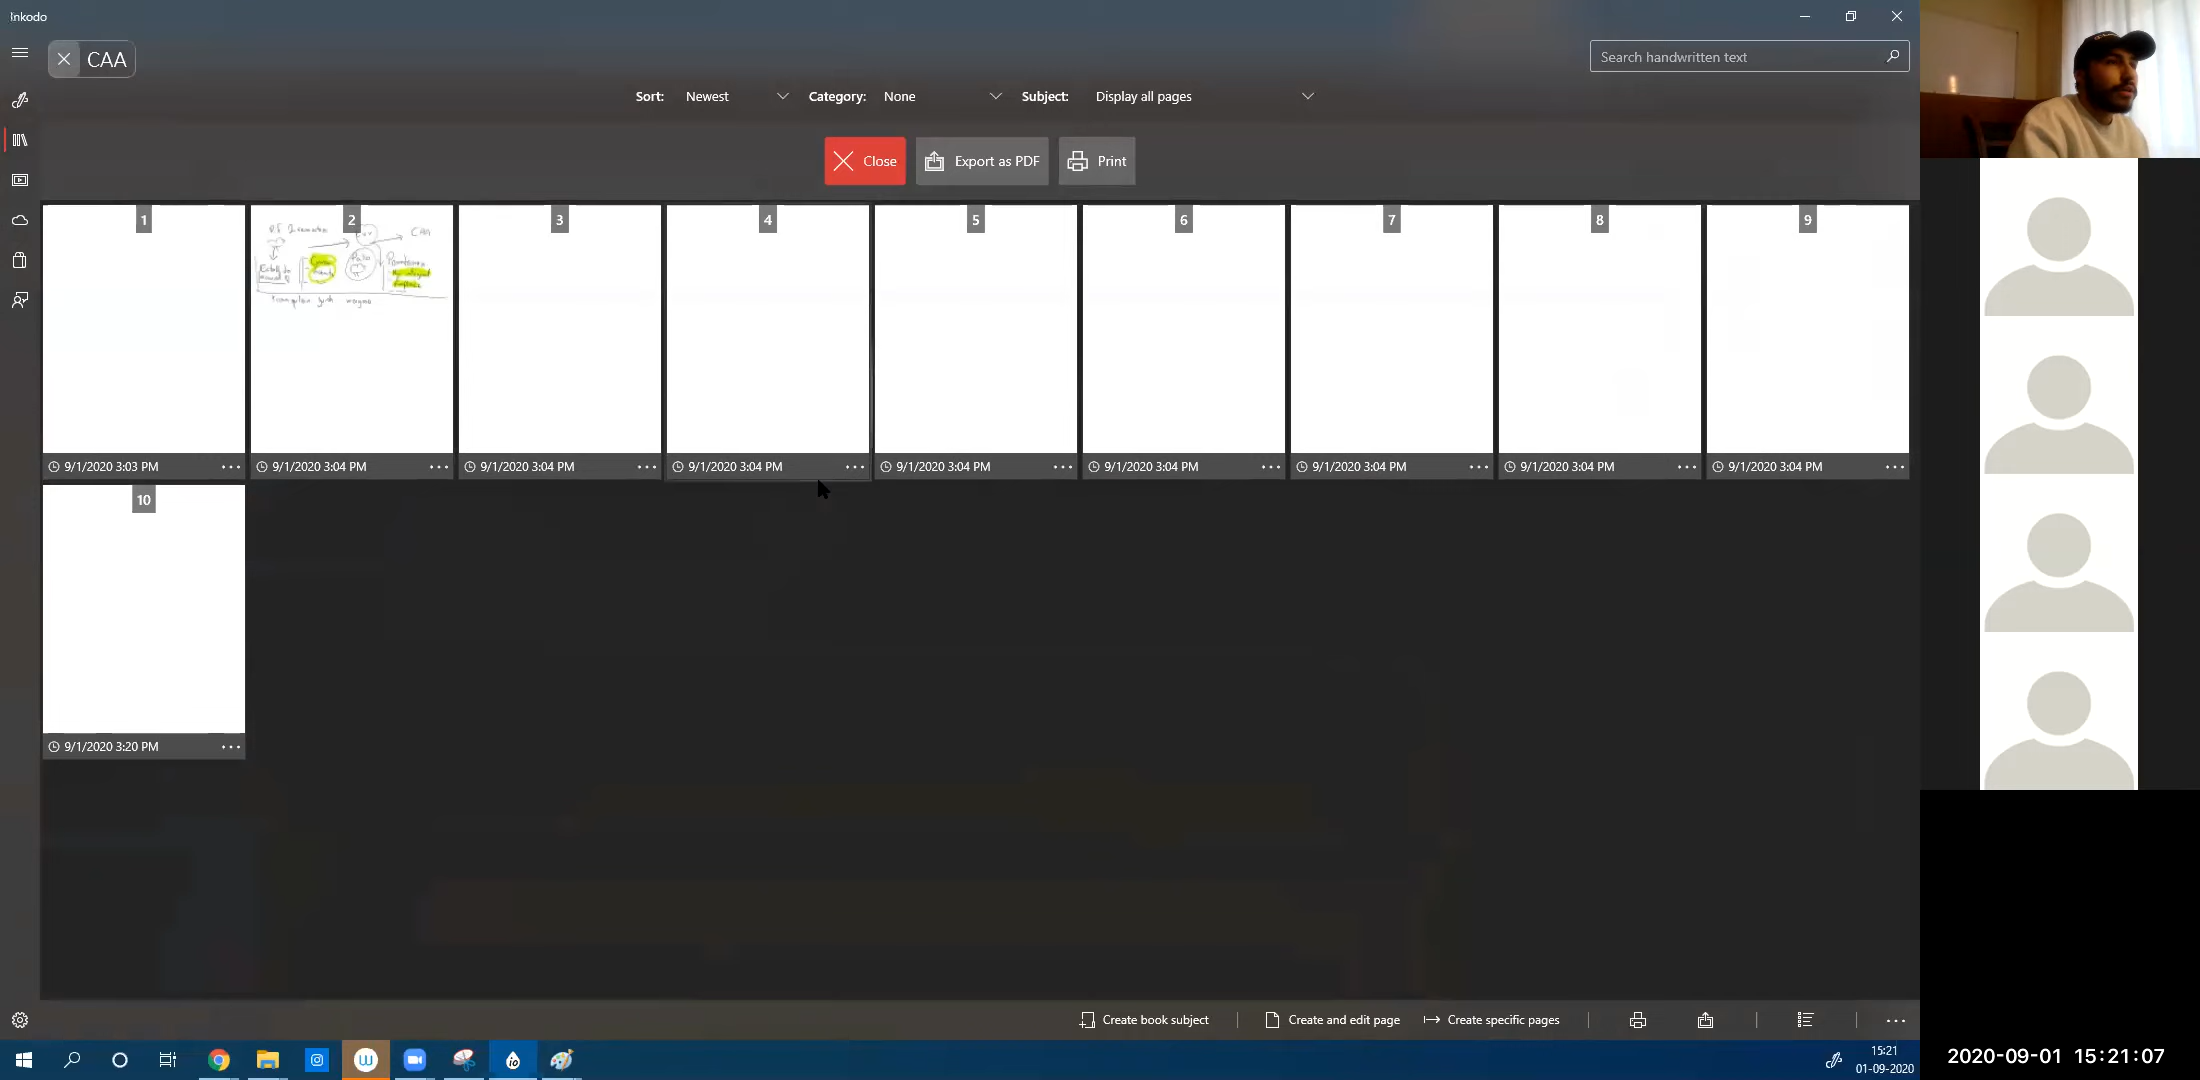 Inkodo
CAA
Search handwritten text
Sort: Newest Category: None Subject: Display all pages
Close Export as PDF Print
1 2 3 4 5 6 7 8 9
CAA
9/1/2020 3:03 PM 9/1/2020 3:04 PM 9/1/2020 3:04 PM 9/1/2020 3:04 PM 9/1/2020 3:04 PM 9/1/2020 3:04 PM 9/1/2020 3:04 PM 9/1/2020 3:04 PM 9/1/2020 3:04 PM
10
9/1/2020 3:20 PM
Create book subject Create and edit page Create specific pages
W io
15:21
01-09-2020
2020-09-01 15:21:07